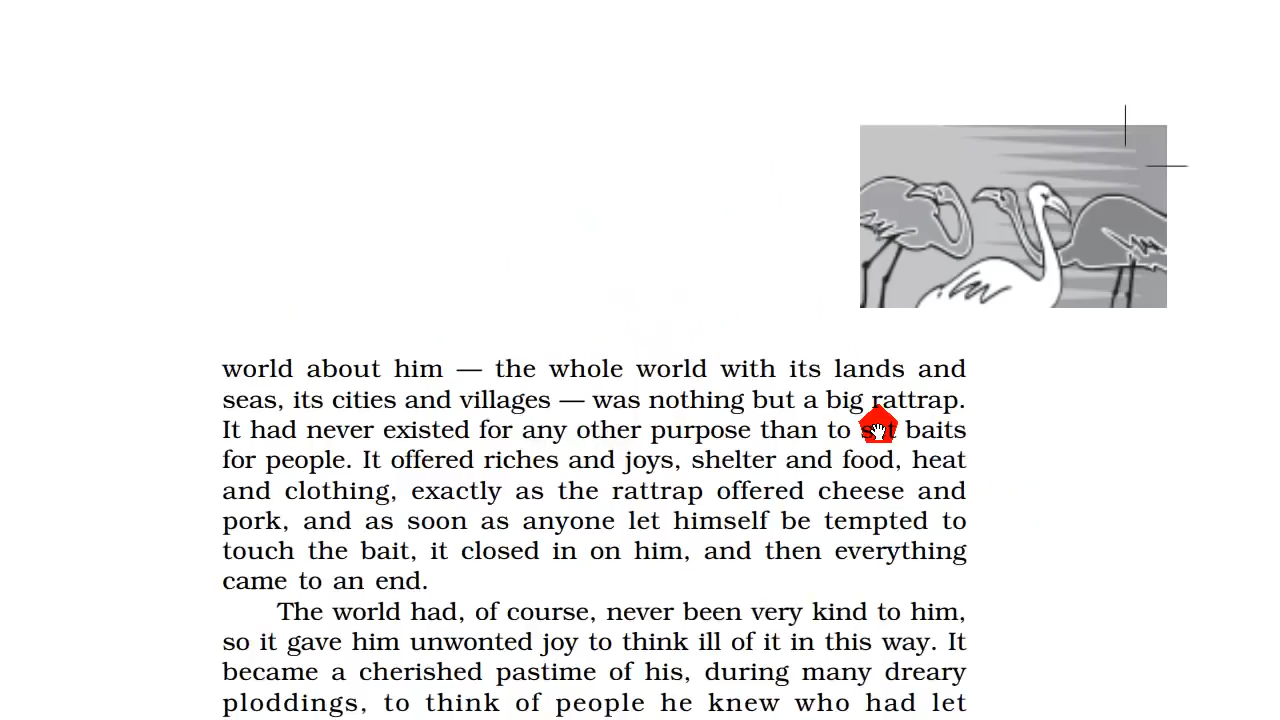 world about him — the whole world with its lands and
seas, its cities and villages — was nothing but a big rattrap.
It had never existed for any other purpose than to set baits
for people. It offered riches and joys, shelter and food, heat
and clothing, exactly as the rattrap offered cheese and
pork, and as soon as anyone let himself be tempted to
touch the bait, it closed in on him, and then everything
came to an end.
The world had, of course, never been very kind to him,
so it gave him unwonted joy to think ill of it in this way. It
became a cherished pastime of his, during many dreary
ploddings, to think of people he knew who had let